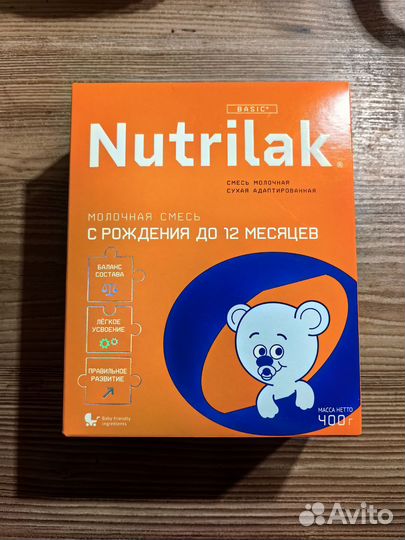 BASIC
Nutrilak®
СМЕСЬ МОЛОЧНАЯ
СУХАЯ АДАПТИРОВАННАЯ
МОЛОЧНАЯ СМЕСЬ
С РОЖДЕНИЯ ДО 12 МЕСЯЦЕВ
БАЛАНС
СОСТАВА
ЛЁГКОЕ
УСВОЕНИЕ
ПРАВИЛЬНОЕ
РАЗВИТИЕ
Baby-friendly
ingredients
МАССА НЕТТО
400г
Avito